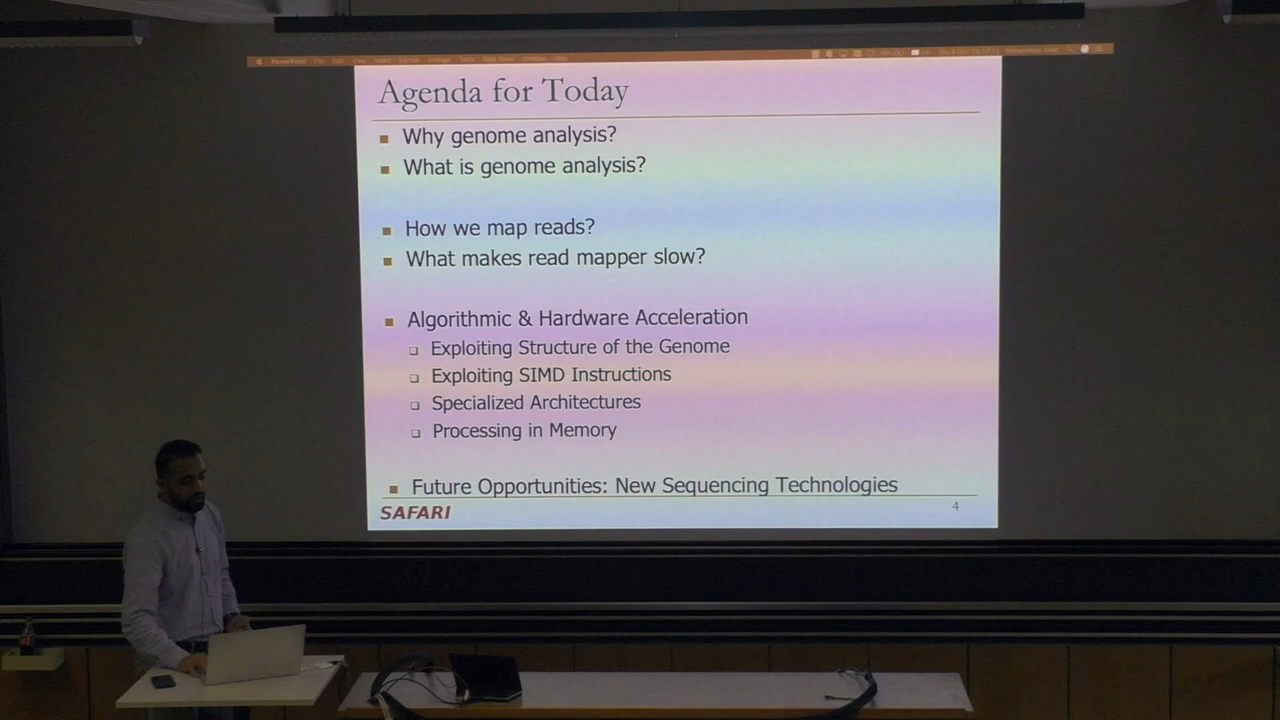 PowerPoint
Agenda for Today
Why genome analysis?
What is genome analysis?
How we map reads?
What makes read mapper slow?
Algorithmic & Hardware Acceleration
Exploiting Structure of the Genome
Exploiting SIMD Instructions
Specialized Architectures
Processing in Memory
Future Opportunities: New Sequencing Technologies
SAFARI
4